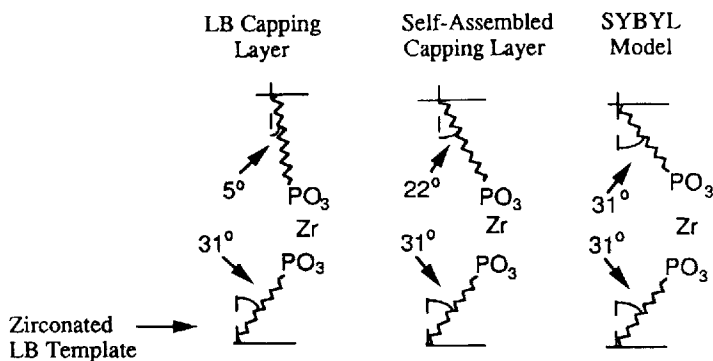 LB Capping
Layer
Self-Assembled
Capping Layer
SYBYL
Model
5°
22°
31°
PO₃
PO₃
PO₃
Zr
Zr
Zr
31°
31°
31°
PO₃
PO₃
PO₃
Zirconated
LB Template